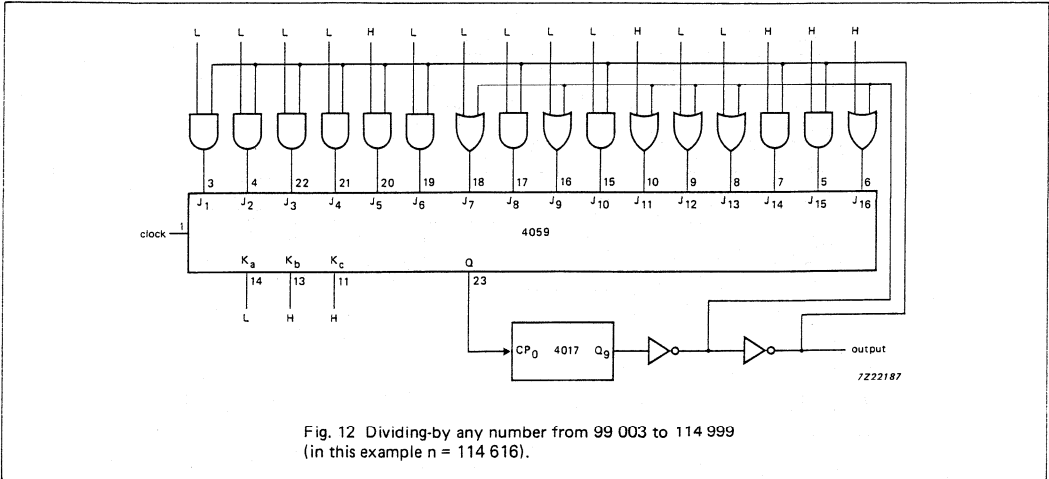 L L L L H L L L L L H L L H H H
3 4 22 21 20 19 18 17 16 15 10 9 8 7 5 6
J1 J2 J3 J4 J5 J6 J7 J8 J9 J10 J11 J12 J13 J14 J15 J16
clock 1
4059
Ka Kb Kc Q
14 13 11 23
L H H
CP0 4017 Q9
output
7Z22187
Fig. 12 Dividing-by any number from 99 003 to 114 999
(in this example n = 114 616).